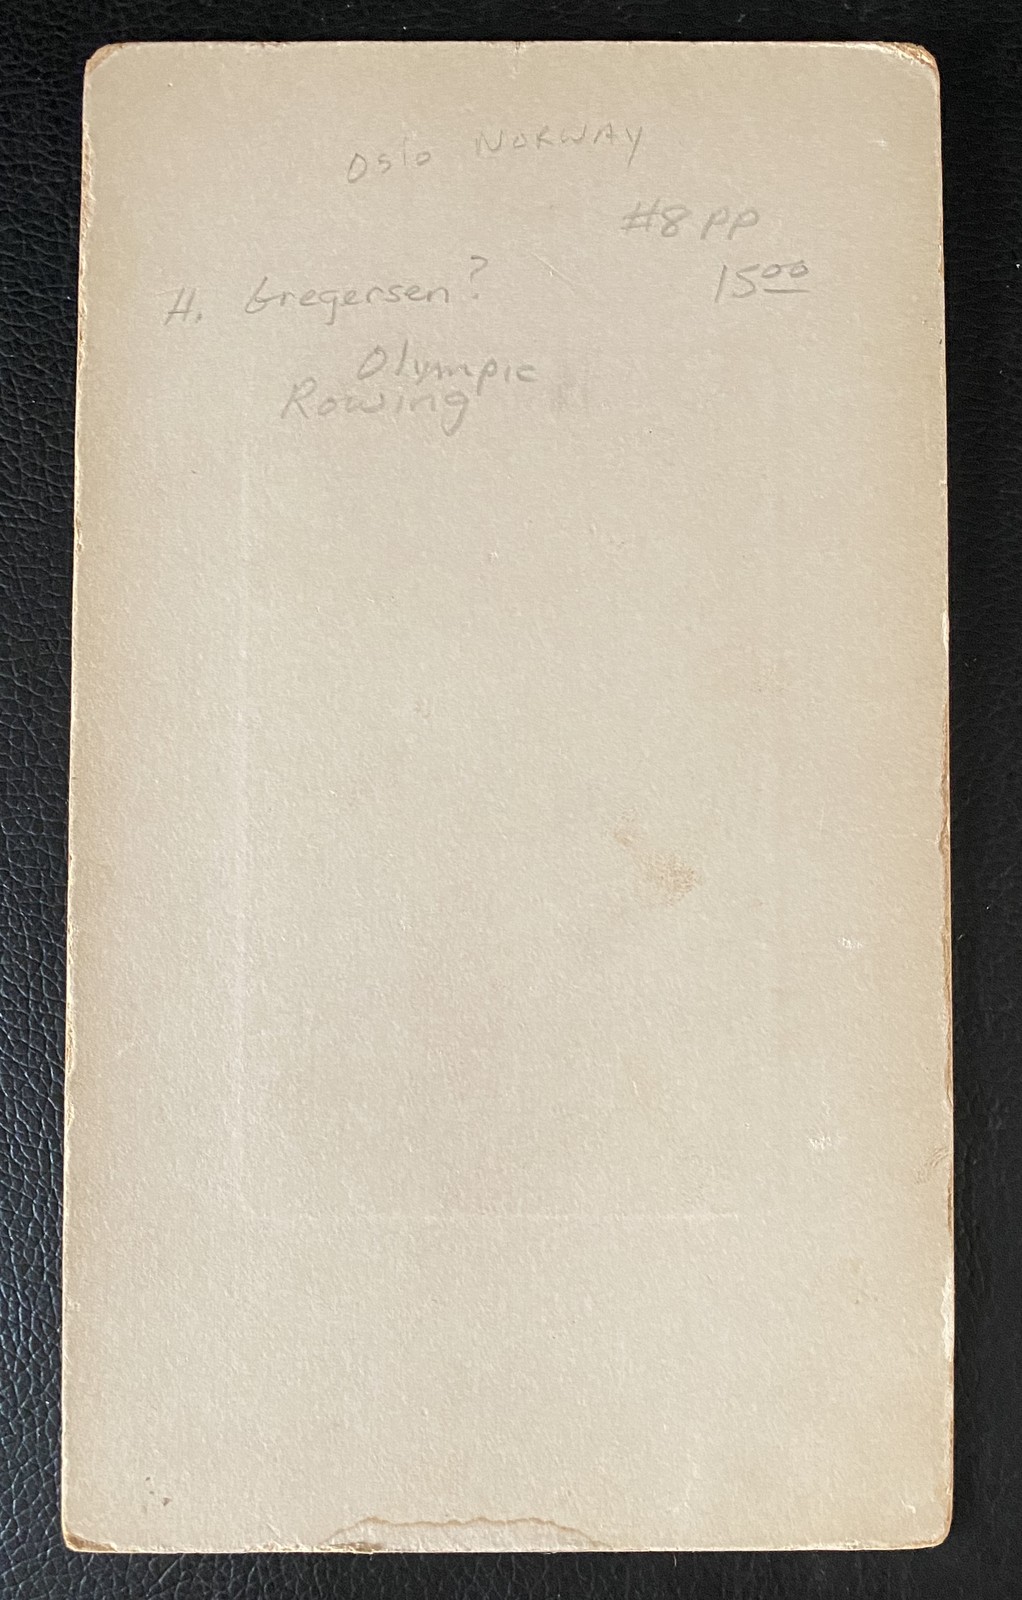 Oslo NORWAY
#8 PP
H. Gregersen? 15 00
Olympic
Rowing